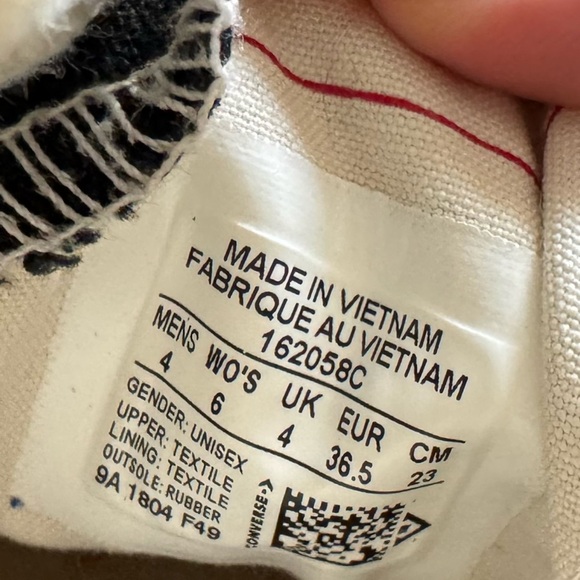 MADE IN VIETNAM
FABRIQUE AU VIETNAM
162058C
MENS WO'S UK EUR CM
4 6 4 36.5 23
GENDER: UNISEX
UPPER: TEXTILE
LINING: TEXTILE
OUTSOLE: RUBBER
9A 1804 F49
CONVERSE